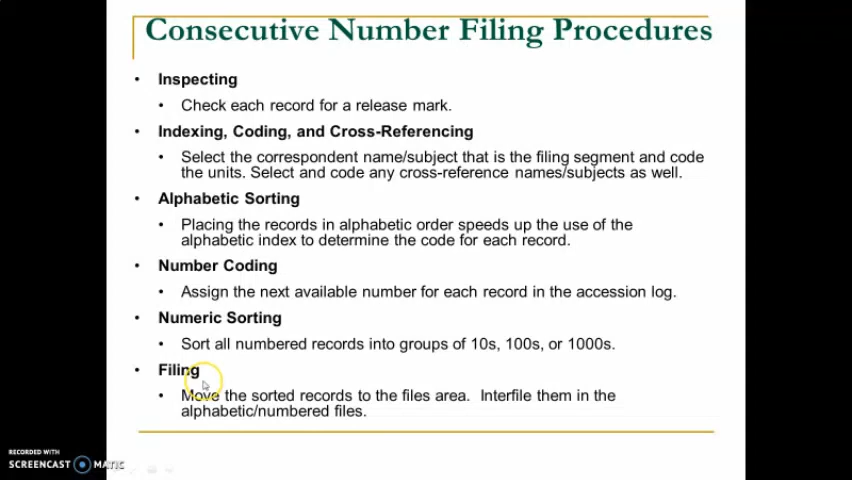 Consecutive Number Filing Procedures
• Inspecting
• Check each record for a release mark.
• Indexing, Coding, and Cross-Referencing
• Select the correspondent name/subject that is the filing segment and code
the units. Select and code any cross-reference names/subjects as well.
• Alphabetic Sorting
• Placing the records in alphabetic order speeds up the use of the
alphabetic index to determine the code for each record.
• Number Coding
• Assign the next available number for each record in the accession log.
• Numeric Sorting
• Sort all numbered records into groups of 10s, 100s, or 1000s.
• Filing
• Move the sorted records to the files area.  Interfile them in the
alphabetic/numbered files.
RECORDED WITH
SCREENCAST MATIC